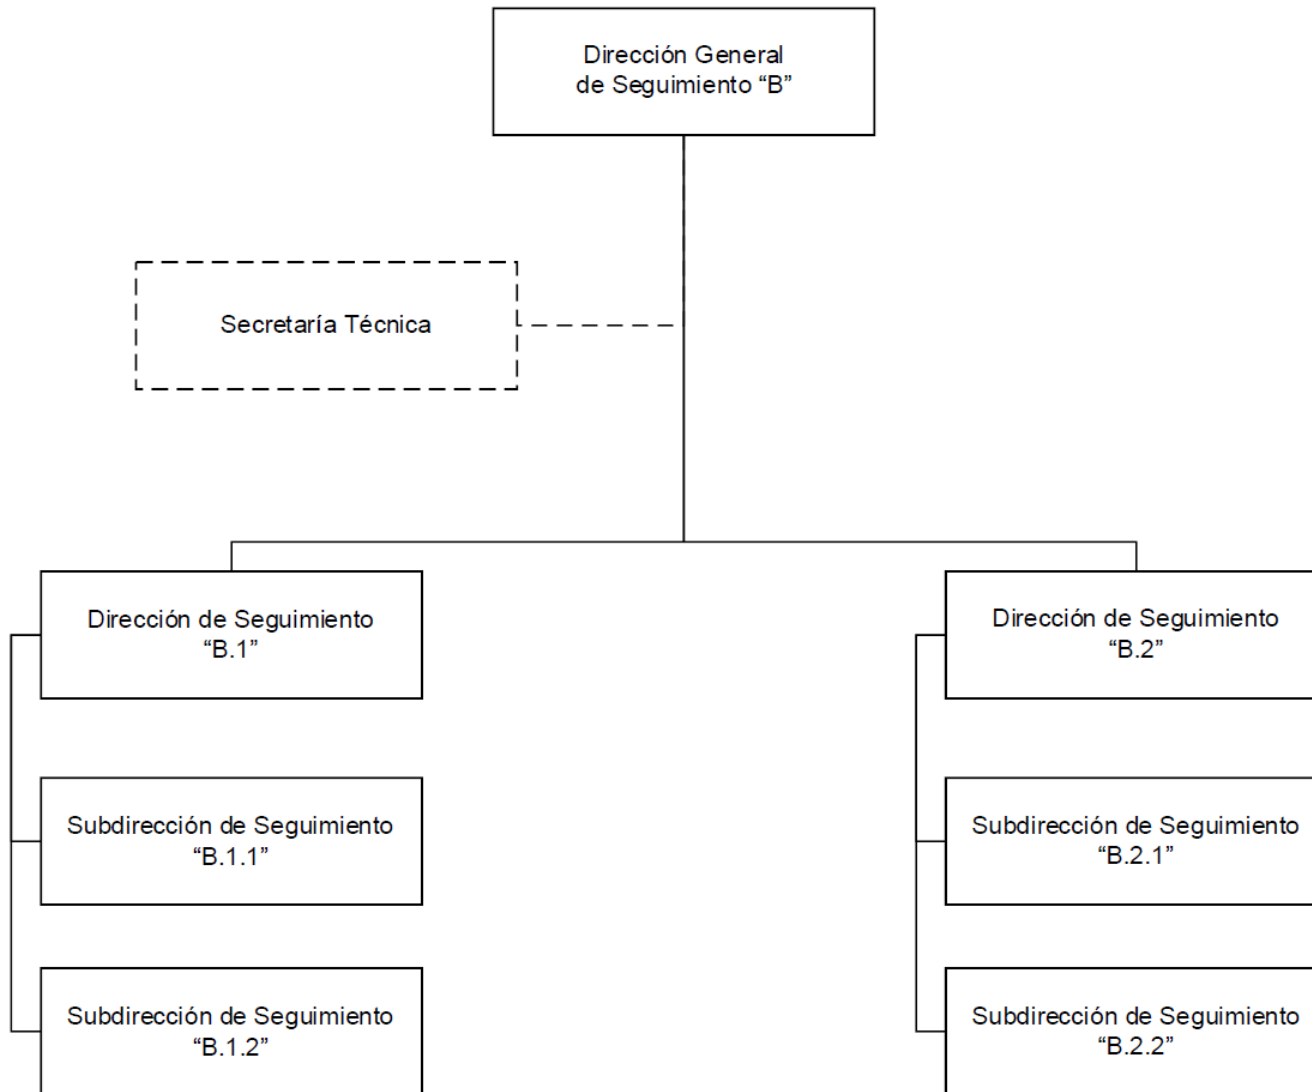 Dirección General
de Seguimiento “B”
Secretaría Técnica
Dirección de Seguimiento
“B.1”
Dirección de Seguimiento
“B.2”
Subdirección de Seguimiento
“B.1.1”
Subdirección de Seguimiento
“B.2.1”
Subdirección de Seguimiento
“B.1.2”
Subdirección de Seguimiento
“B.2.2”